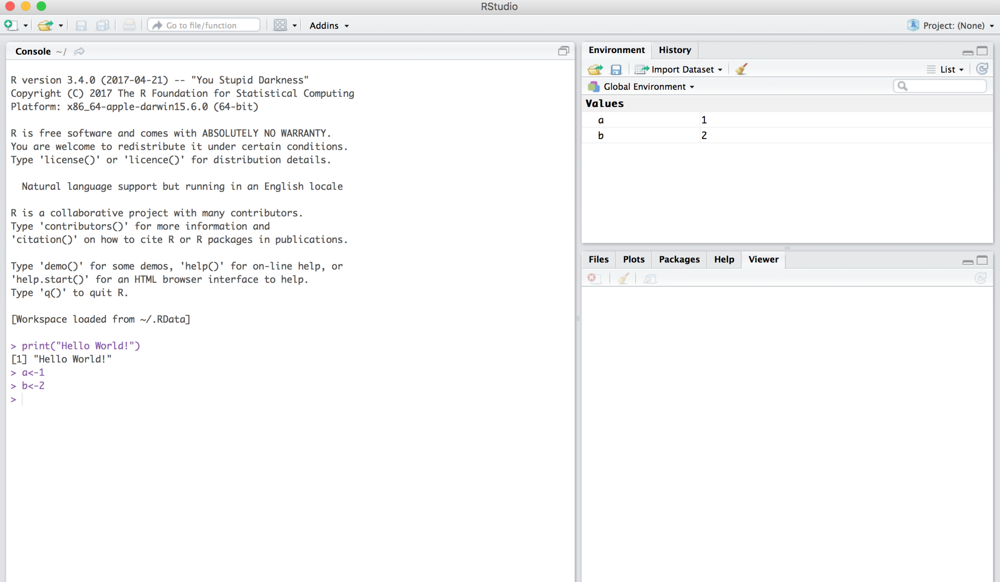 RStudio
Go to file/function
Addins
Project: (None)
Console ~/
R version 3.4.0 (2017-04-21) -- "You Stupid Darkness"
Copyright (C) 2017 The R Foundation for Statistical Computing
Platform: x86_64-apple-darwin15.6.0 (64-bit)
R is free software and comes with ABSOLUTELY NO WARRANTY.
You are welcome to redistribute it under certain conditions.
Type 'license()' or 'licence()' for distribution details.
Natural language support but running in an English locale
R is a collaborative project with many contributors.
Type 'contributors()' for more information and
'citation()' on how to cite R or R packages in publications.
Type 'demo()' for some demos, 'help()' for on-line help, or
'help.start()' for an HTML browser interface to help.
Type 'q()' to quit R.
[Workspace loaded from ~/.RData]
> print("Hello World!")
[1] "Hello World!"
> a<-1
> b<-2
>
Environment History
Import Dataset List
Global Environment
Values
a 1
b 2
Files Plots Packages Help Viewer